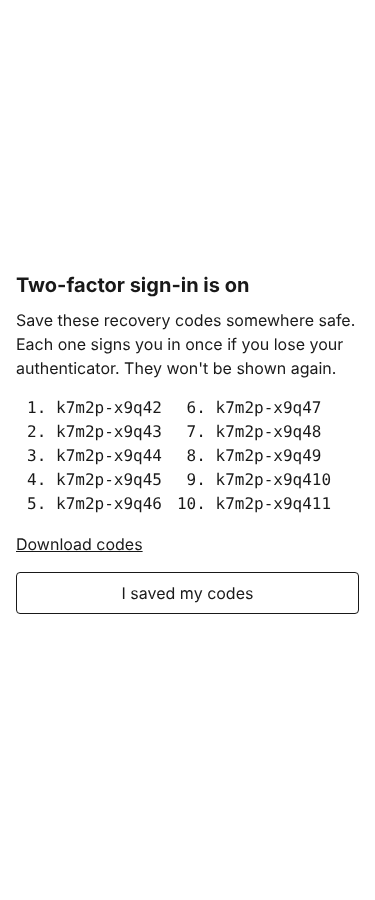 Two-factor sign-in is on
Save these recovery codes somewhere safe.
Each one signs you in once if you lose your
authenticator. They won't be shown again.
1. k7m2p-x9q42
2. k7m2p-x9q43
3. k7m2p-x9q44
4. k7m2p-x9q45
5. k7m2p-x9q46
6. k7m2p-x9q47
7. k7m2p-x9q48
8. k7m2p-x9q49
9. k7m2p-x9q410
10. k7m2p-x9q411
Download codes
I saved my codes